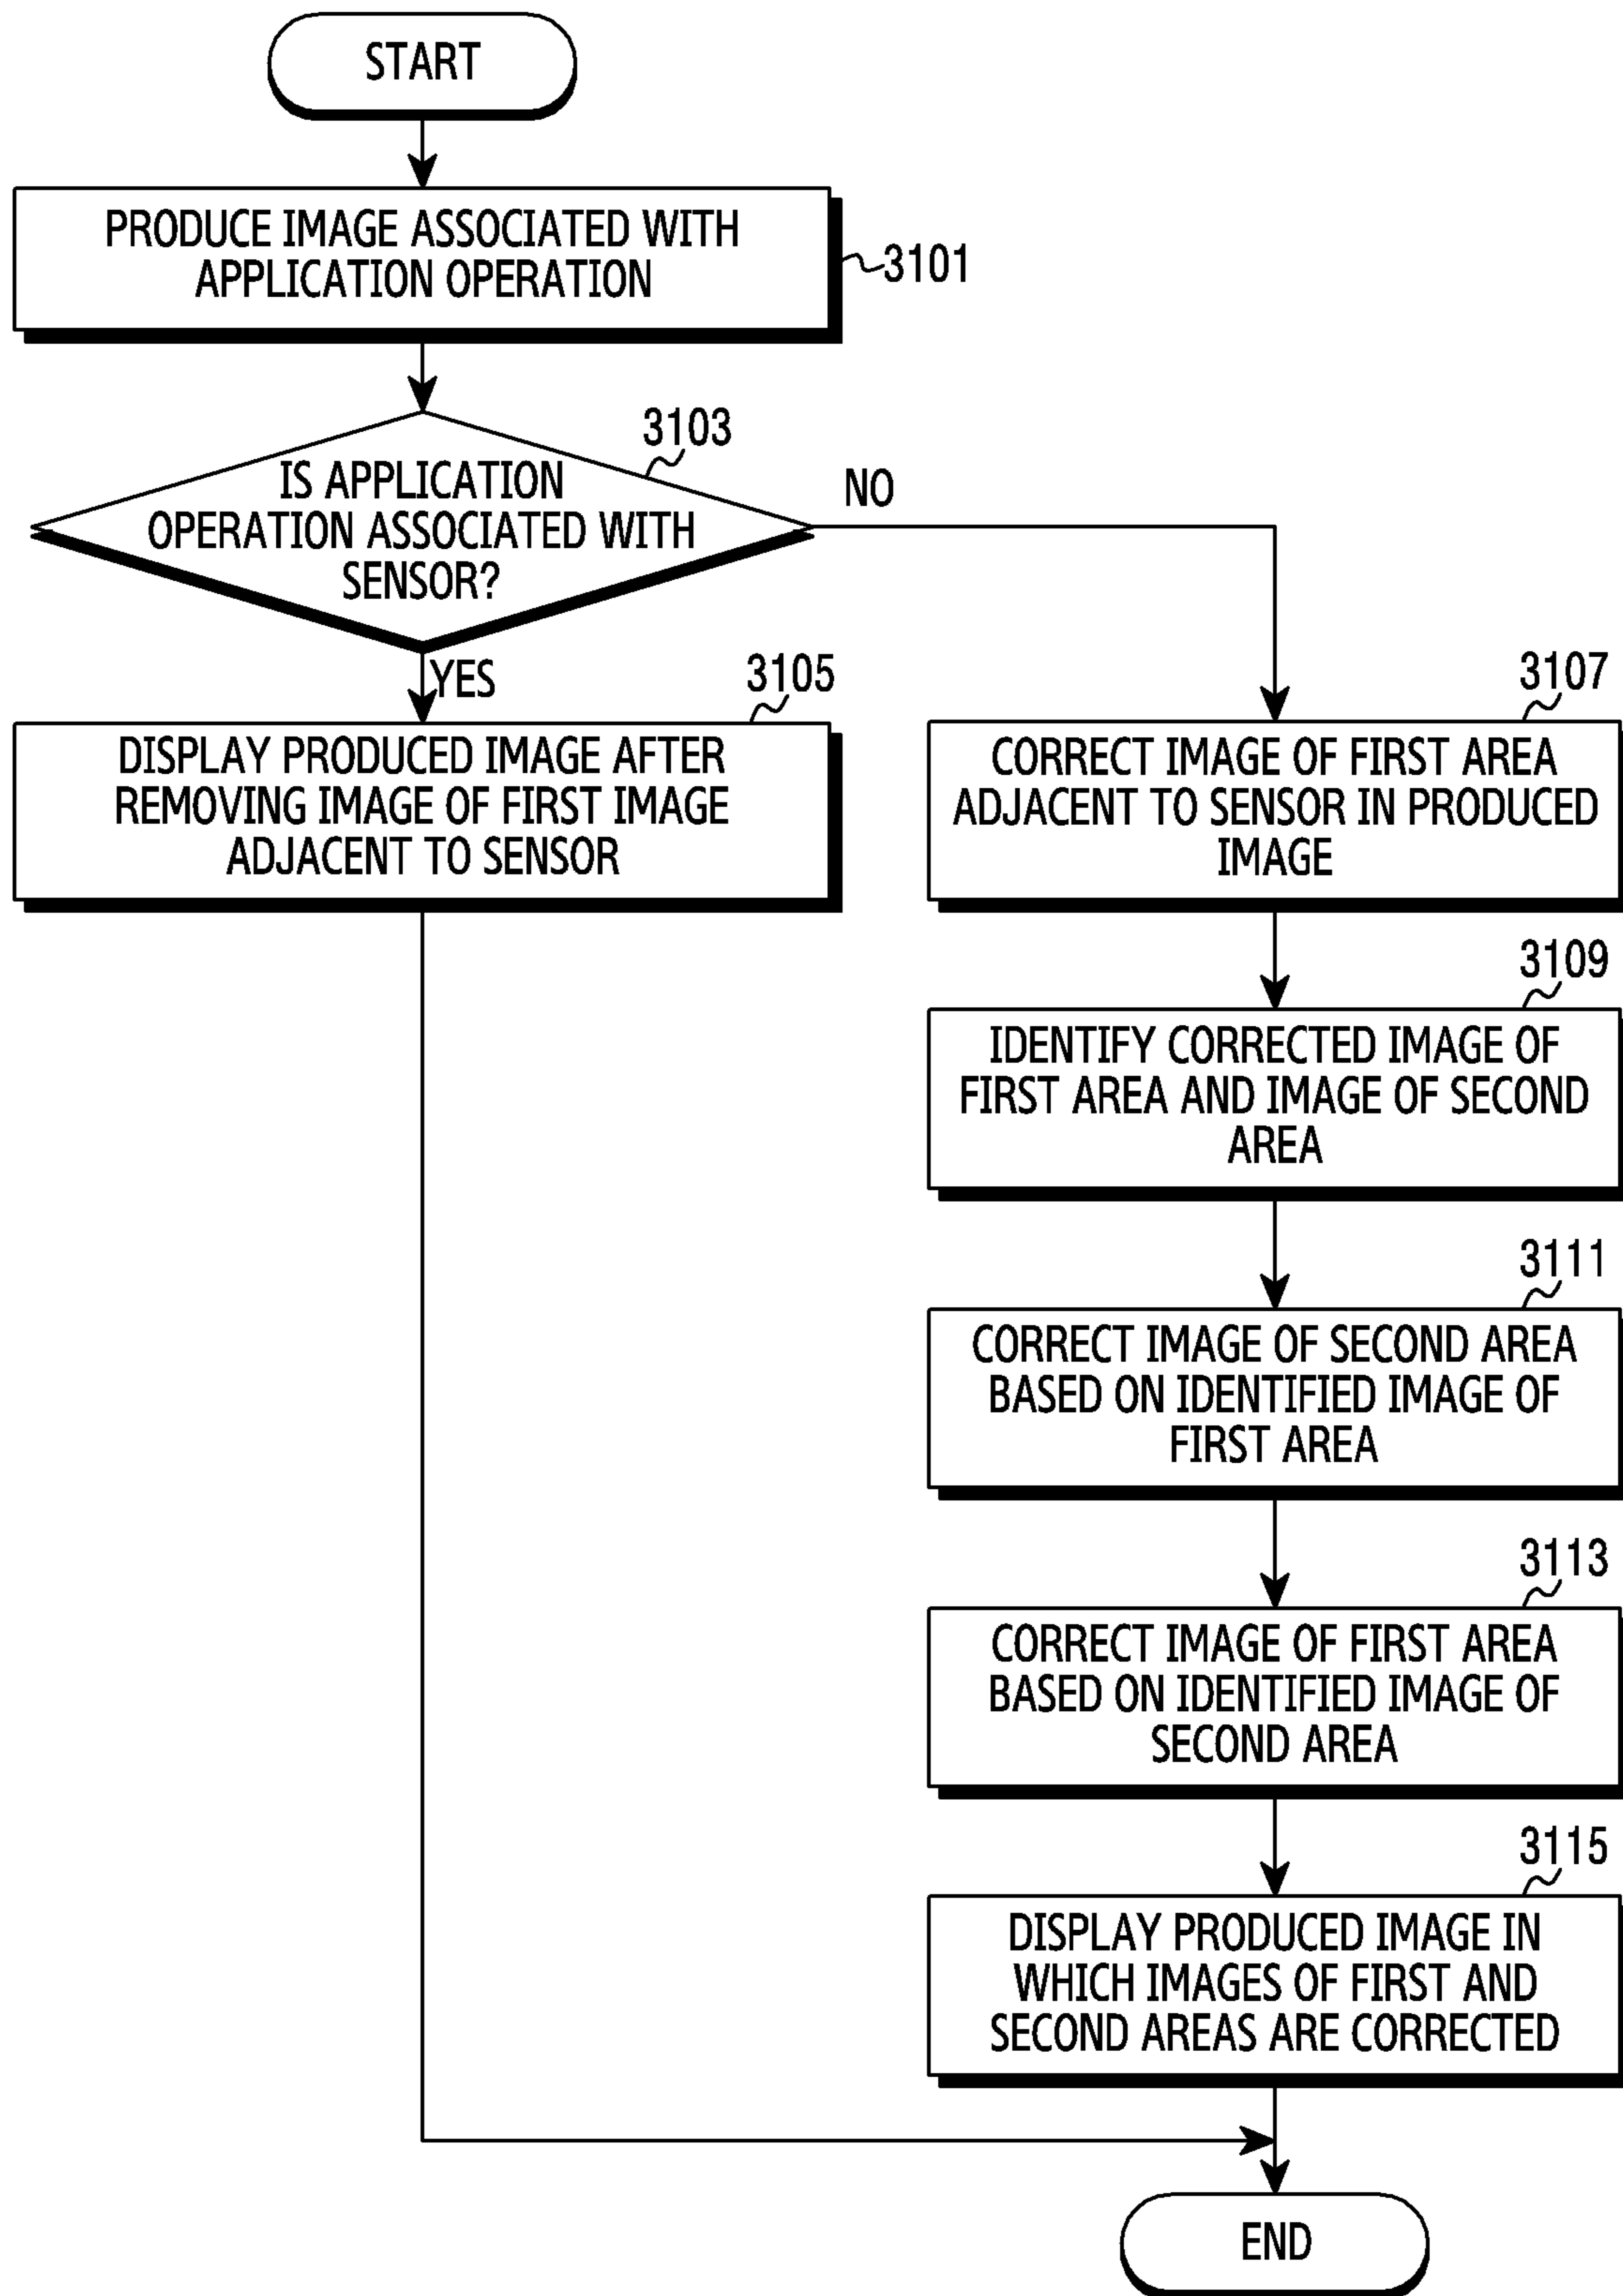 START
PRODUCE IMAGE ASSOCIATED WITH
APPLICATION OPERATION
3101
3103
IS APPLICATION
OPERATION ASSOCIATED WITH
SENSOR?
NO
YES
3105
DISPLAY PRODUCED IMAGE AFTER
REMOVING IMAGE OF FIRST IMAGE
ADJACENT TO SENSOR
3107
CORRECT IMAGE OF FIRST AREA
ADJACENT TO SENSOR IN PRODUCED
IMAGE
3109
IDENTIFY CORRECTED IMAGE OF
FIRST AREA AND IMAGE OF SECOND
AREA
3111
CORRECT IMAGE OF SECOND AREA
BASED ON IDENTIFIED IMAGE OF
FIRST AREA
3113
CORRECT IMAGE OF FIRST AREA
BASED ON IDENTIFIED IMAGE OF
SECOND AREA
3115
DISPLAY PRODUCED IMAGE IN
WHICH IMAGES OF FIRST AND
SECOND AREAS ARE CORRECTED
END